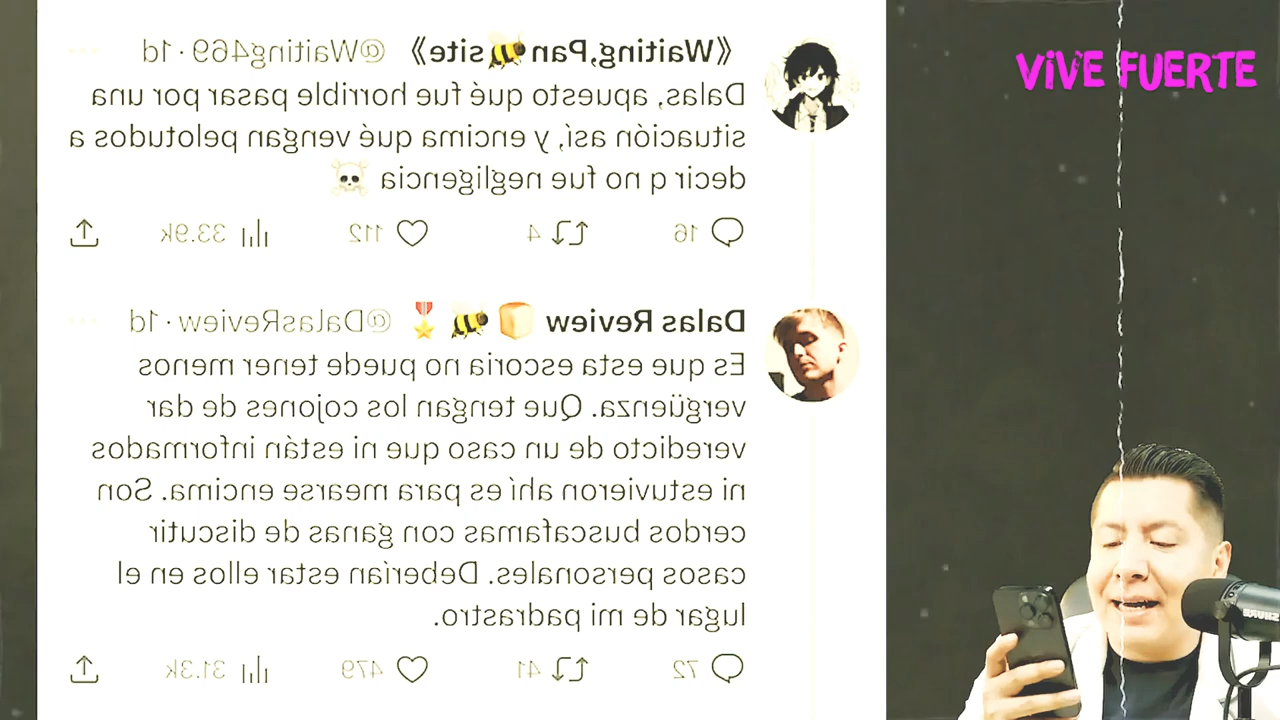 《Waiting,Pan🐝site》 @Waiting469 · 1d
Dalas, apuesto qué fue horrible pasar por una
situación así, y encima qué vengan pelotudos a
decir q no fue negligencia ☠️
16 4 112 33.9k
Dalas Review 🍞 🐝 🎖️ @DalasReview · 1d
Es que esta escoria no puede tener menos
vergüenza. Que tengan los cojones de dar
veredicto de un caso que ni están informados
ni estuvieron ahí es para mearse encima. Son
cerdos buscafamas con ganas de discutir
casos personales. Deberían estar ellos en el
lugar de mi padrastro.
72 41 479 31.3k
VIVE FUERTE